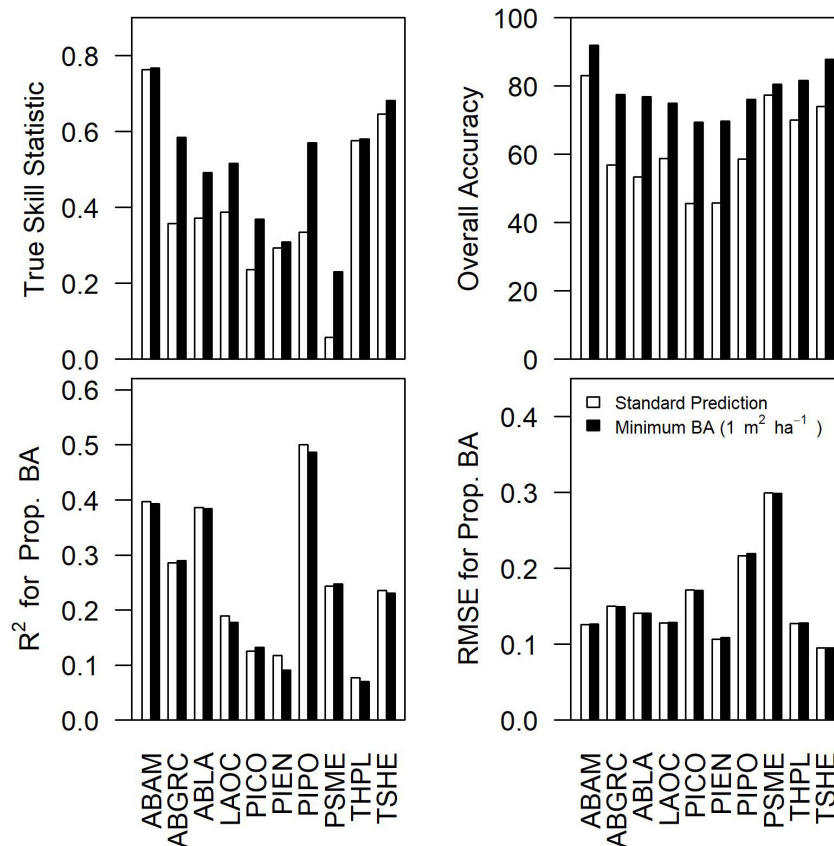 True Skill Statistic
0.8
0.6
0.4
0.2
0.0
Overall Accuracy
100
80
60
40
20
0
R² for Prop. BA
0.6
0.5
0.4
0.3
0.2
0.1
0.0
RMSE for Prop. BA
0.4
0.3
0.2
0.1
0.0
Standard Prediction
Minimum BA (1 m² ha⁻¹ )
ABAM
ABGRC
ABLA
LAOC
PICO
PIEN
PIPO
PSME
THPL
TSHE
ABAM
ABGRC
ABLA
LAOC
PICO
PIEN
PIPO
PSME
THPL
TSHE